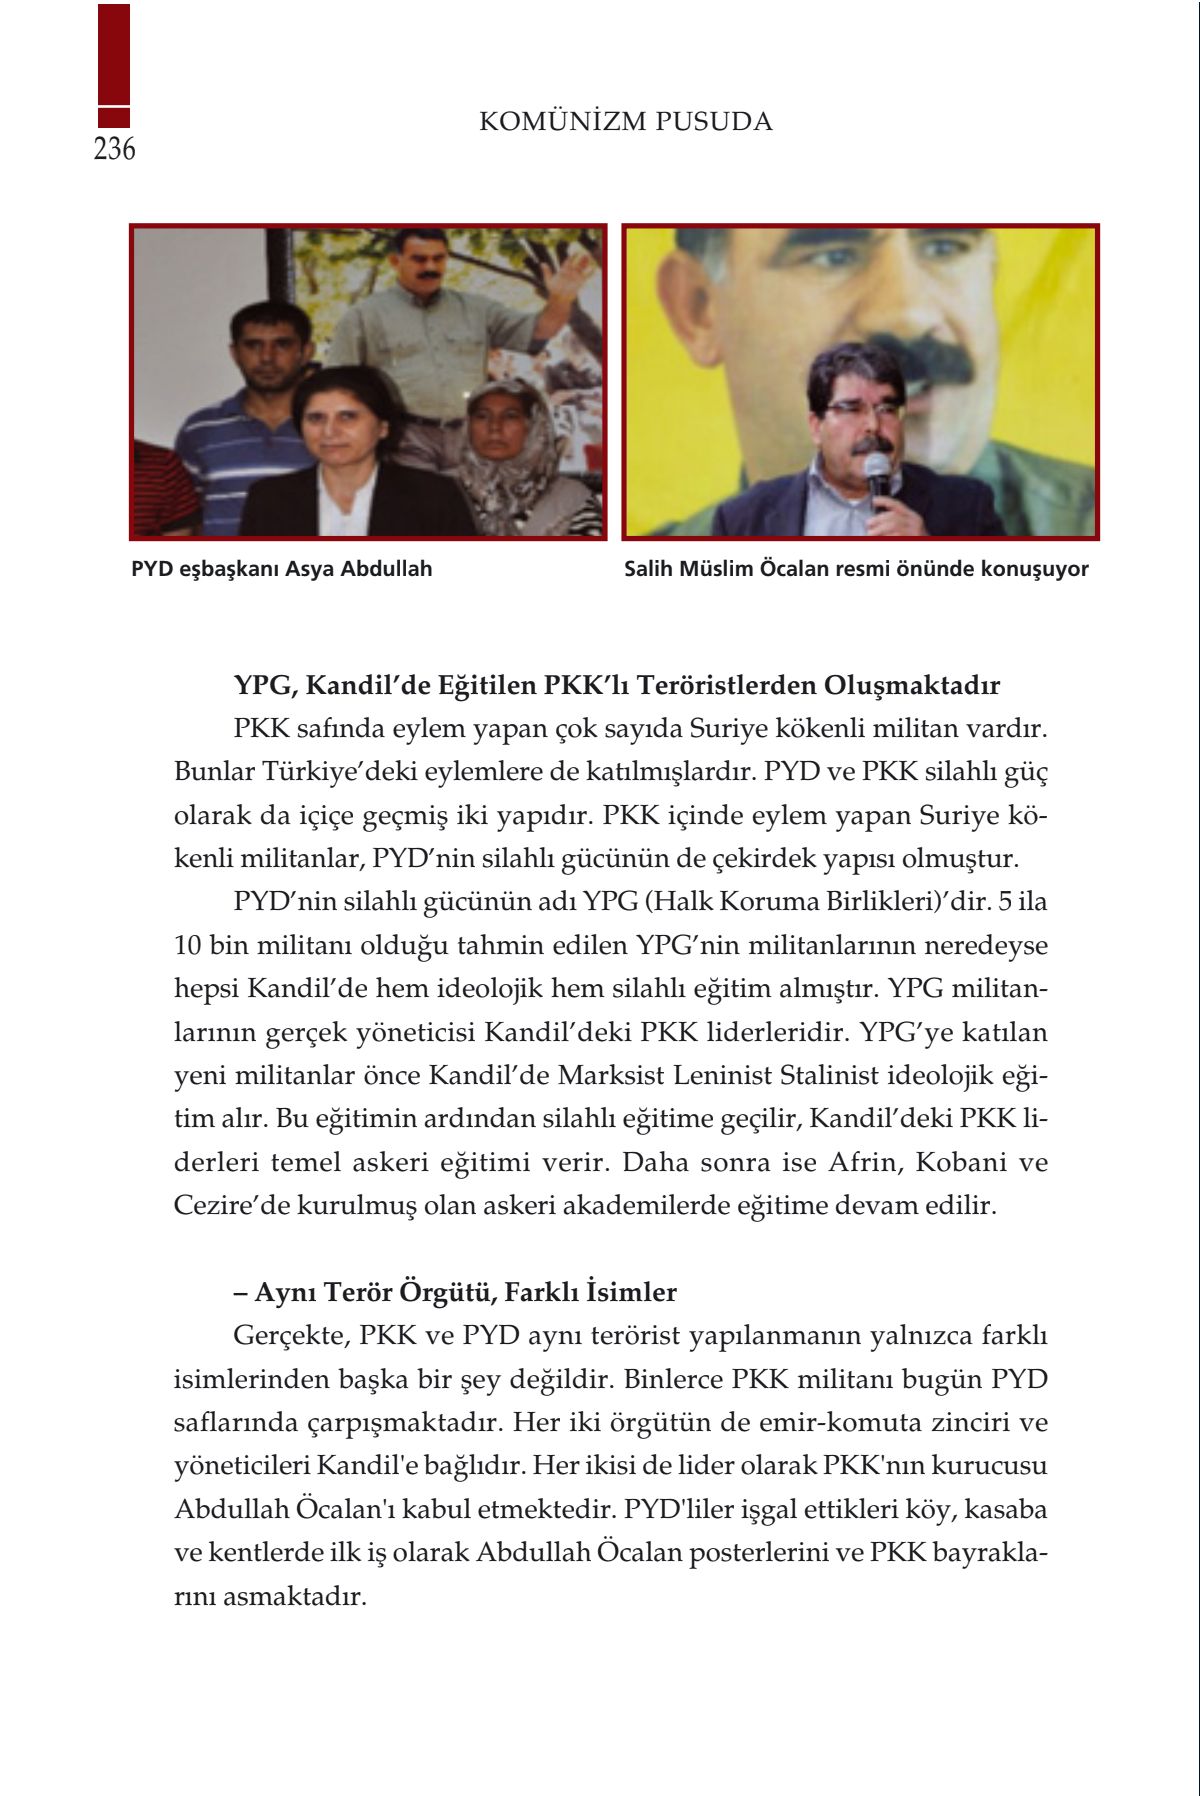 236
KOMÜNİZM PUSUDA
PYD eşbaşkanı Asya Abdullah
Salih Müslim Öcalan resmi önünde konuşuyor
YPG, Kandil’de Eğitilen PKK’lı Teröristlerden Oluşmaktadır
PKK safında eylem yapan çok sayıda Suriye kökenli militan vardır.
Bunlar Türkiye’deki eylemlere de katılmışlardır. PYD ve PKK silahlı güç
olarak da içiçe geçmiş iki yapıdır. PKK içinde eylem yapan Suriye kö-
kenli militanlar, PYD’nin silahlı gücünün de çekirdek yapısı olmuştur.
PYD’nin silahlı gücünün adı YPG (Halk Koruma Birlikleri)’dir. 5 ila
10 bin militanı olduğu tahmin edilen YPG’nin militanlarının neredeyse
hepsi Kandil’de hem ideolojik hem silahlı eğitim almıştır. YPG militan-
larının gerçek yöneticisi Kandil’deki PKK liderleridir. YPG’ye katılan
yeni militanlar önce Kandil’de Marksist Leninist Stalinist ideolojik eği-
tim alır. Bu eğitimin ardından silahlı eğitime geçilir, Kandil’deki PKK li-
derleri temel askeri eğitimi verir. Daha sonra ise Afrin, Kobani ve
Cezire’de kurulmuş olan askeri akademilerde eğitime devam edilir.
– Aynı Terör Örgütü, Farklı İsimler
Gerçekte, PKK ve PYD aynı terörist yapılanmanın yalnızca farklı
isimlerinden başka bir şey değildir. Binlerce PKK militanı bugün PYD
saflarında çarpışmaktadır. Her iki örgütün de emir-komuta zinciri ve
yöneticileri Kandil'e bağlıdır. Her ikisi de lider olarak PKK'nın kurucusu
Abdullah Öcalan'ı kabul etmektedir. PYD'liler işgal ettikleri köy, kasaba
ve kentlerde ilk iş olarak Abdullah Öcalan posterlerini ve PKK bayrakla-
rını asmaktadır.